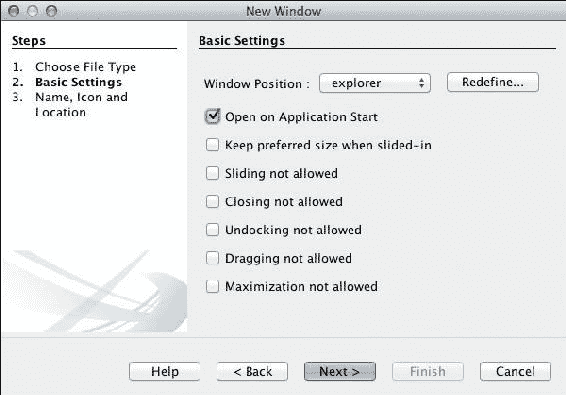 New Window
Steps
1. Choose File Type
2. Basic Settings
3. Name, Icon and
Location
Basic Settings
Window Position : explorer Redefine...
Open on Application Start
Keep preferred size when slided-in
Sliding not allowed
Closing not allowed
Undocking not allowed
Dragging not allowed
Maximization not allowed
Help < Back Next > Finish Cancel